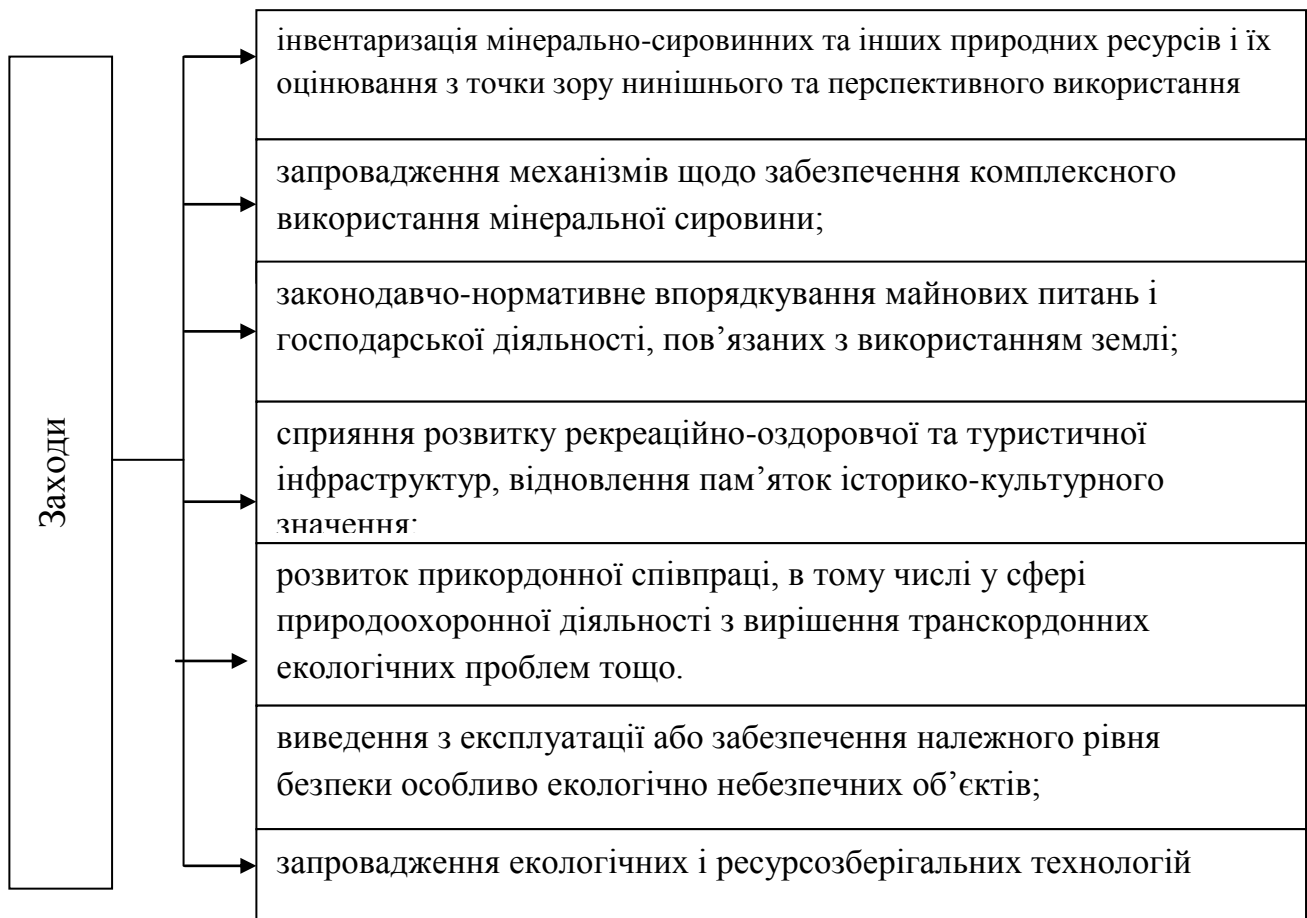 Заходи
інвентаризація мінерально-сировинних та інших природних ресурсів і їх
оцінювання з точки зору нинішнього та перспективного використання
запровадження механізмів щодо забезпечення комплексного
використання мінеральної сировини;
законодавчо-нормативне впорядкування майнових питань і
господарської діяльності, пов’язаних з використанням землі;
сприяння розвитку рекреаційно-оздоровчої та туристичної
інфраструктур, відновлення пам’яток історико-культурного
значення;
розвиток прикордонної співпраці, в тому числі у сфері
природоохоронної діяльності з вирішення транскордонних
екологічних проблем тощо.
виведення з експлуатації або забезпечення належного рівня
безпеки особливо екологічно небезпечних об’єктів;
запровадження екологічних і ресурсозберігальних технологій